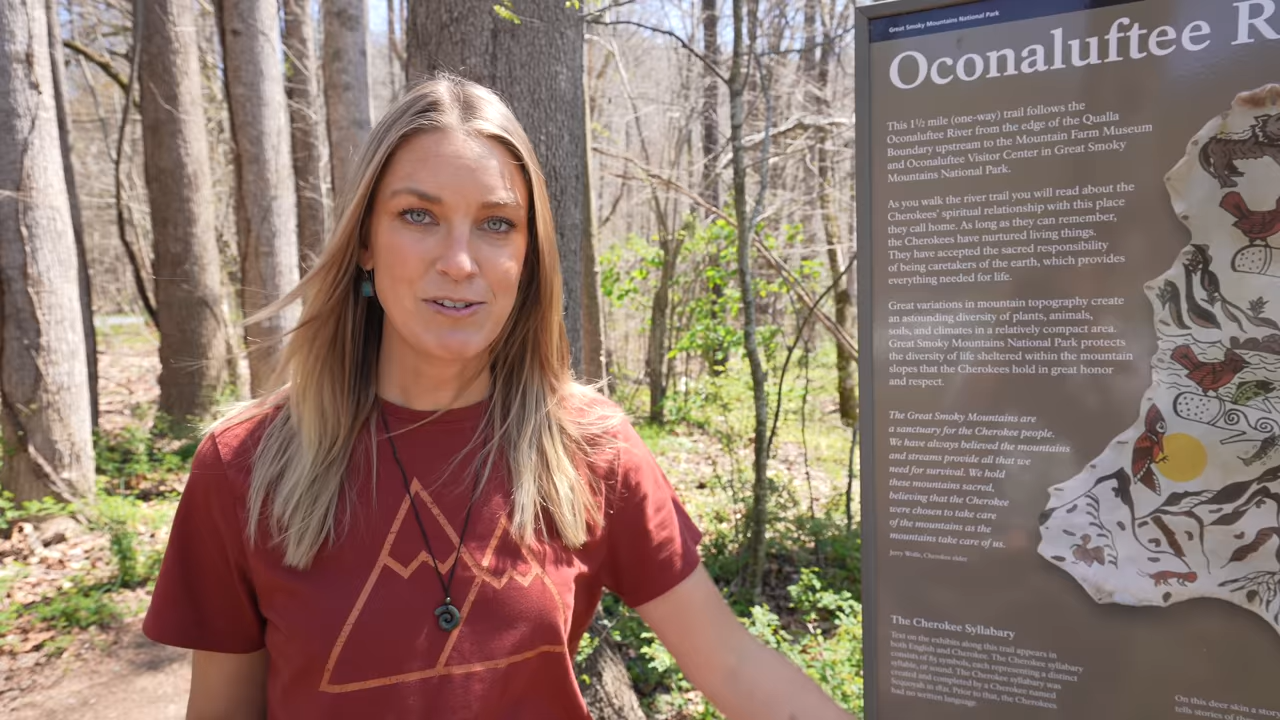 Great Smoky Mountains National Park
Oconaluftee R
This 1½ mile (one-way) trail follows the
Oconaluftee River from the edge of the Qualla
Boundary upstream to the Mountain Farm Museum
and Oconaluftee Visitor Center in Great Smoky
Mountains National Park.
As you walk the river trail you will read about the
Cherokees' spiritual relationship with this place
they call home. As long as they can remember,
the Cherokees have nurtured living things.
They have accepted the sacred responsibility
of being caretakers of the earth, which provides
everything needed for life.
Great variations in mountain topography create
an astounding diversity of plants, animals,
soils, and climates in a relatively compact area.
Great Smoky Mountains National Park protects
the diversity of life sheltered within the mountain
slopes that the Cherokees hold in great honor
and respect.
The Great Smoky Mountains are
a sanctuary for the Cherokee people.
We have always believed the mountains
and streams provide all that we
need for survival. We hold
these mountains sacred,
believing that the Cherokee
were chosen to take care
of the mountains as the
mountains take care of us.
Jerry Wolfe, Cherokee elder
The Cherokee Syllabary
Text on the exhibits along this trail appears in
both English and Cherokee. The Cherokee syllabary
consists of 85 symbols, each representing a distinct
syllable, or sound. The Cherokee syllabary was
created and completed by a Cherokee named
Sequoyah in 1821. Prior to that, the Cherokees
had no written language.
On this deer skin a story
tells stories of th